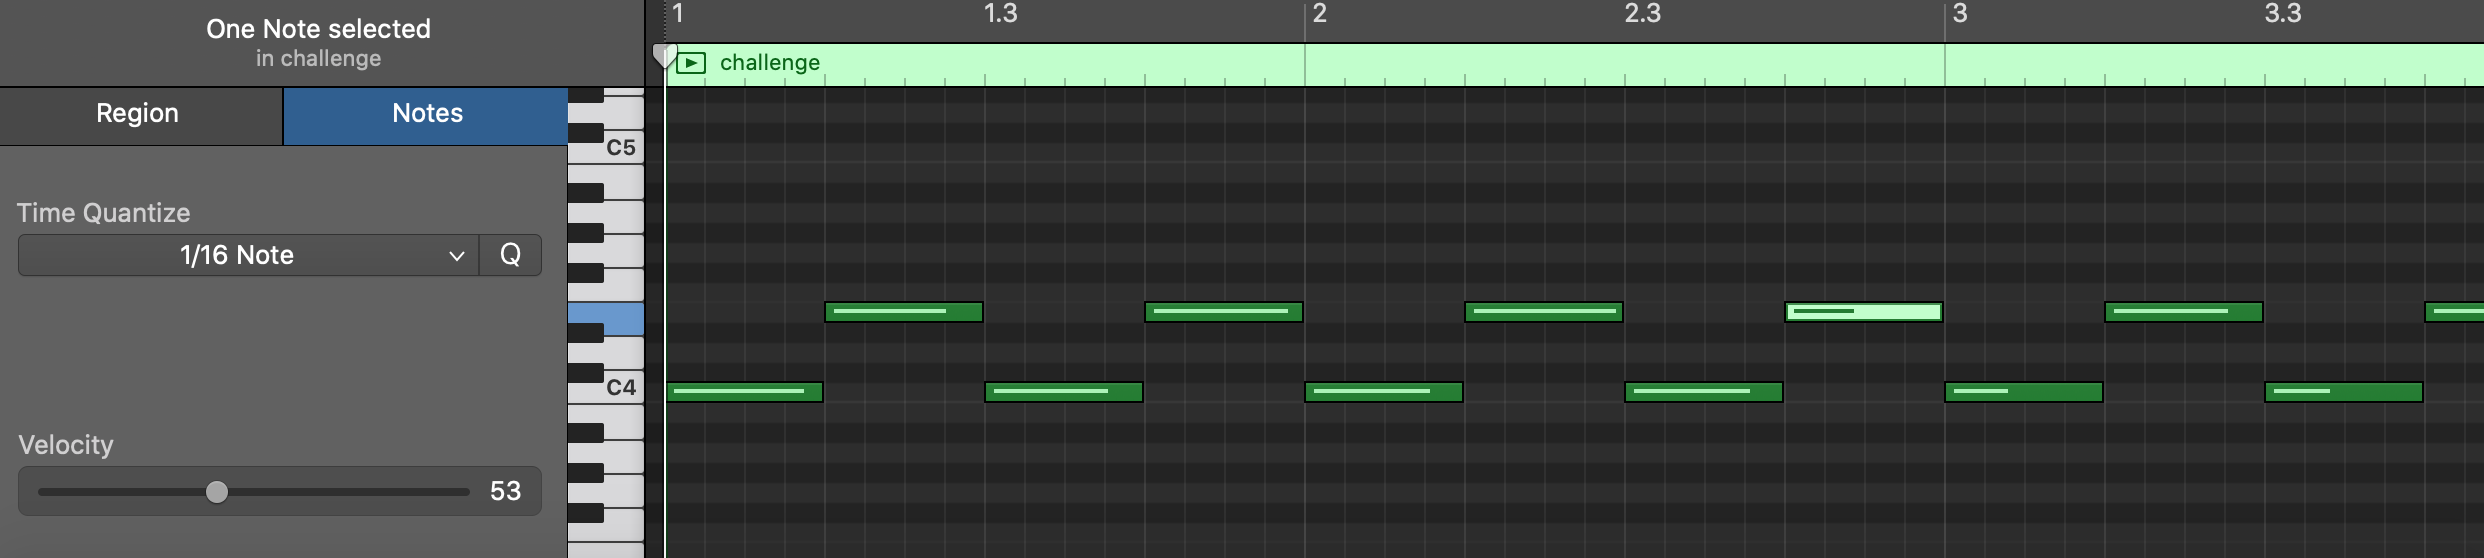 One Note selected
in challenge
1 1.3 2 2.3 3 3.3
challenge
Region Notes
C5
Time Quantize
1/16 Note Q
C4
Velocity
53